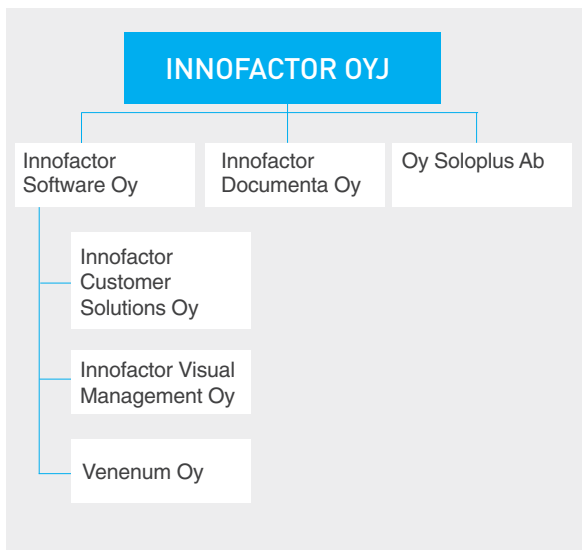 INNOFACTOR OYJ
Innofactor
Software Oy
Innofactor
Documenta Oy
Oy Soloplus Ab
Innofactor
Customer
Solutions Oy
Innofactor Visual
Management Oy
Venenum Oy